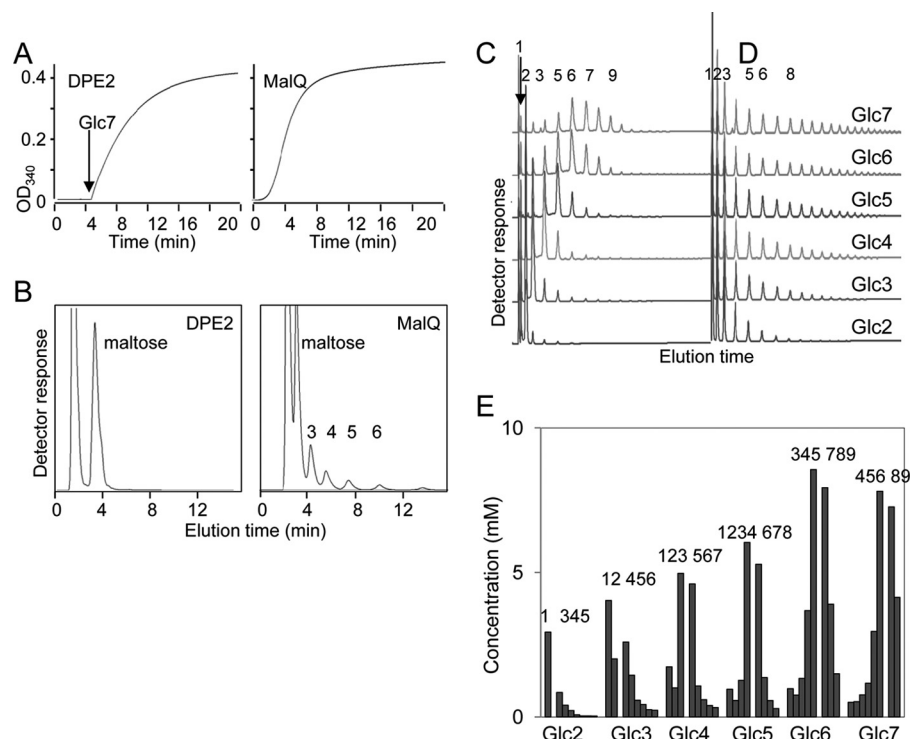 A
DPE2
MalQ
Glc7
0.4
0.2
0
OD340
0 4 8 12 16 20
Time (min)
0 4 8 12 16 20
Time (min)
B
DPE2
maltose
MalQ
maltose
3 4 5 6
Detector response
0 4 8 12
4 8 12
Elution time (min)
C
1
2 3 5 6 7 9
D
123 5 6 8
Glc7
Glc6
Glc5
Glc4
Glc3
Glc2
Detector response
Elution time
E
10
5
0
Concentration (mM)
1 345
12 456
123 567
1234 678
345 789
456 89
Glc2 Glc3 Glc4 Glc5 Glc6 Glc7